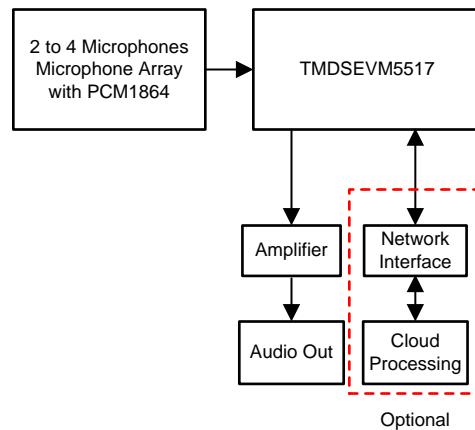 2 to 4 Microphones
Microphone Array
with PCM1864
TMDSEVM5517
Amplifier
Network
Interface
Audio Out
Cloud
Processing
Optional